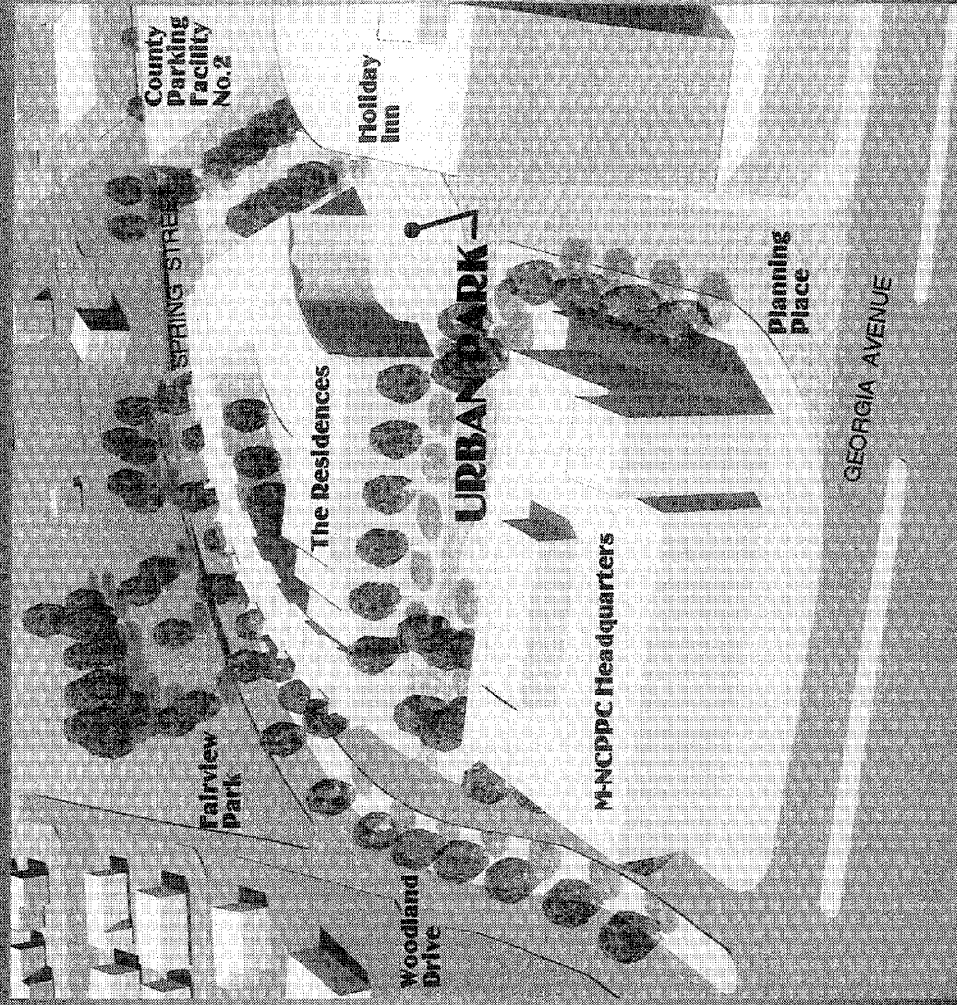 County
Parking
Facility
No.2
Holiday
Inn
SPRING STREET
The Residences
URBAN PARK
Planning
Place
GEORGIA AVENUE
Fairview
Park
M-NCPPC Headquarters
Woodland
Drive